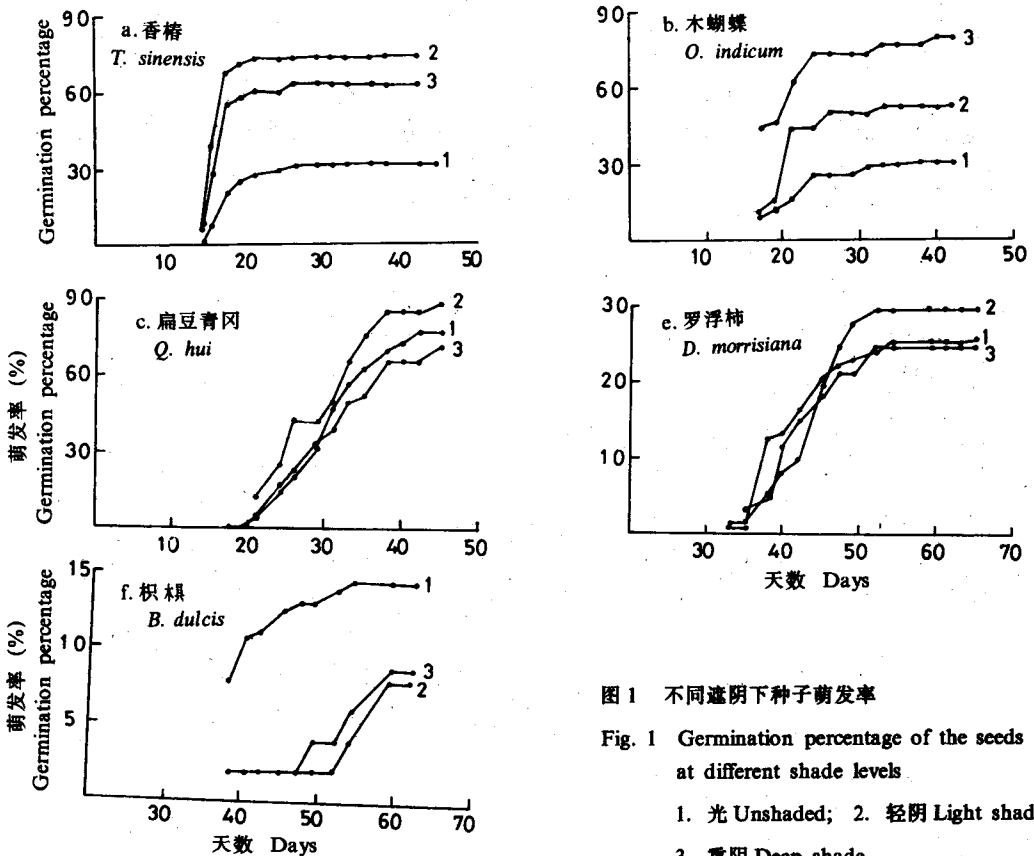 Germination percentage
90
60
30
a. 香椿
T. sinensis
2
3
1
10 20 30 40 50
90
60
30
b. 木蝴蝶
O. indicum
3
2
1
10 20 30 40 50
萌发率 (%)
Germination percentage
90
60
30
c. 扁豆青冈
Q. hui
2
1
3
10 20 30 40 50
30
20
10
e. 罗浮柿
D. morrisiana
2
1
3
30 40 50 60 70
天数 Days
萌发率 (%)
Germination percentage
15
10
5
f. 枳椇
B. dulcis
1
3
2
30 40 50 60 70
天数 Days
图 1 不同遮阴下种子萌发率
Fig. 1 Germination percentage of the seeds
at different shade levels
1. 光 Unshaded; 2. 轻阴 Light shad
3. 重阴 Deep shade